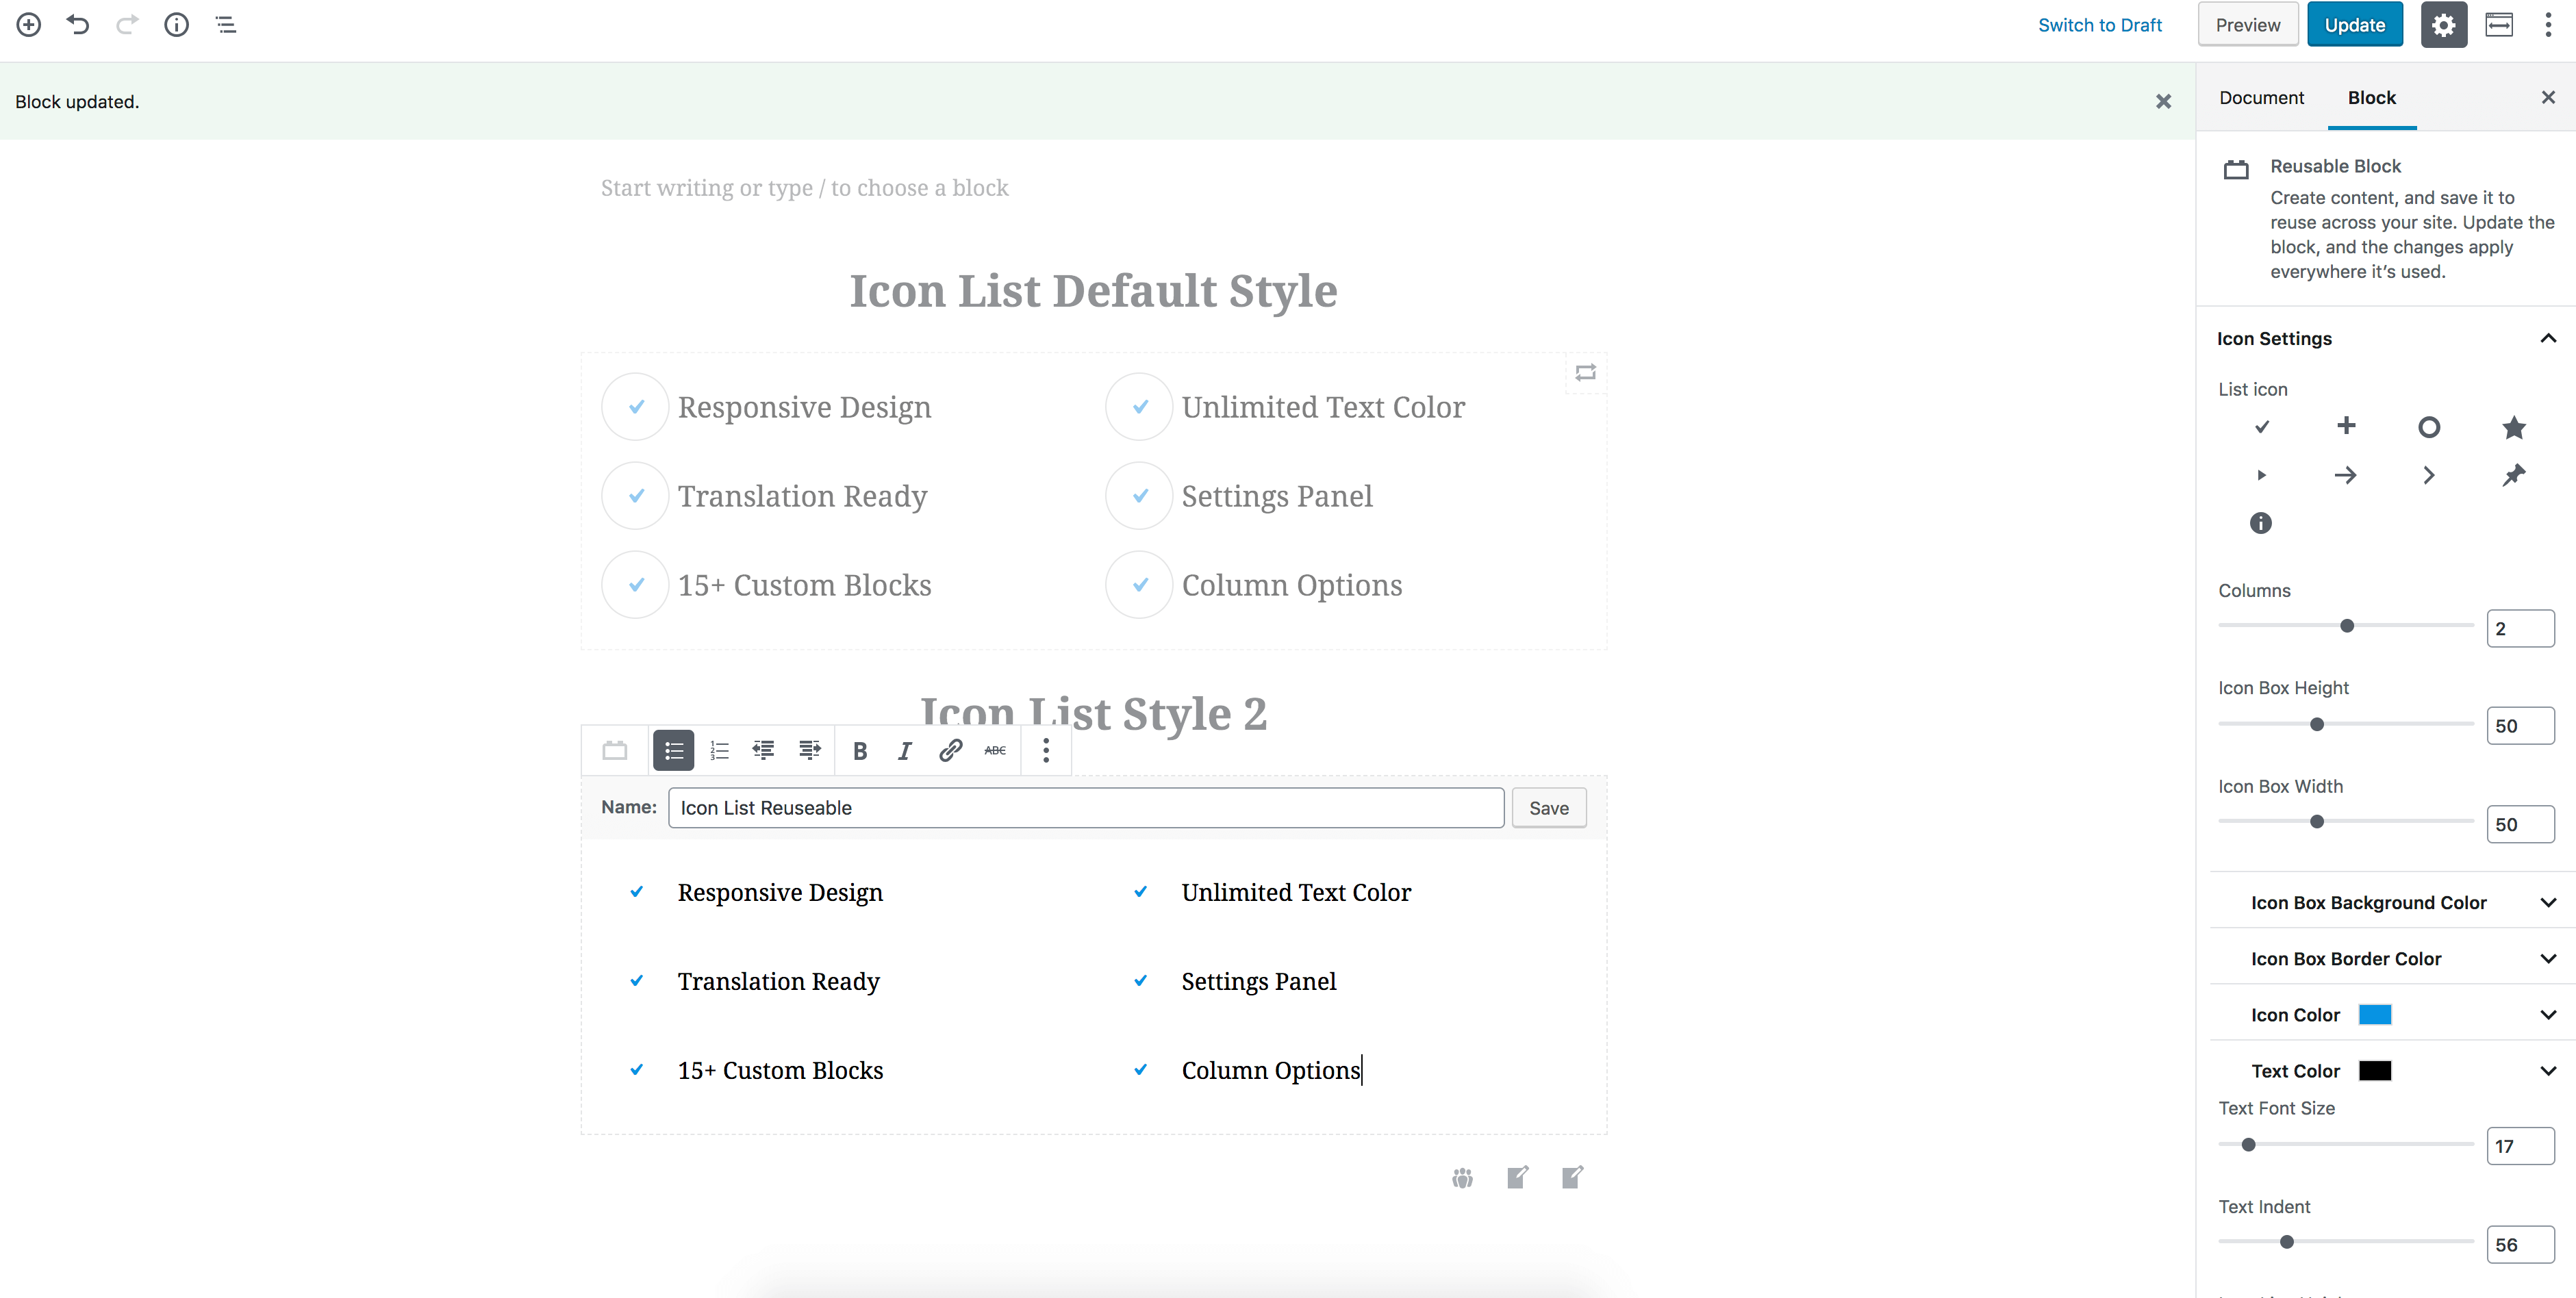 Switch to Draft
Preview
Update
Block updated.
Document
Block
Start writing or type / to choose a block
Icon List Default Style
Responsive Design
Unlimited Text Color
Translation Ready
Settings Panel
15+ Custom Blocks
Column Options
Icon List Style 2
B I ABC
Name:
Icon List Reuseable
Save
Responsive Design
Unlimited Text Color
Translation Ready
Settings Panel
15+ Custom Blocks
Column Options
Reusable Block
Create content, and save it to
reuse across your site. Update the
block, and the changes apply
everywhere it’s used.
Icon Settings
List icon
Columns
2
Icon Box Height
50
Icon Box Width
50
Icon Box Background Color
Icon Box Border Color
Icon Color
Text Color
Text Font Size
17
Text Indent
56